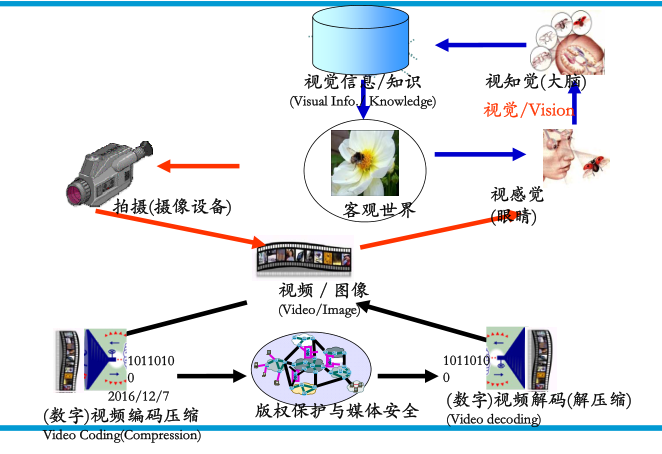 视觉信息/知识
(Visual Info. Knowledge)
视知觉(大脑)
视觉/Vision
拍摄(摄像设备)
客观世界
视感觉
(眼睛)
视频 / 图像
(Video/Image)
1011010
0
2016/12/7
(数字)视频编码压缩
Video Coding(Compression)
版权保护与媒体安全
1011010
0
(数字)视频解码(解压缩)
(Video decoding)